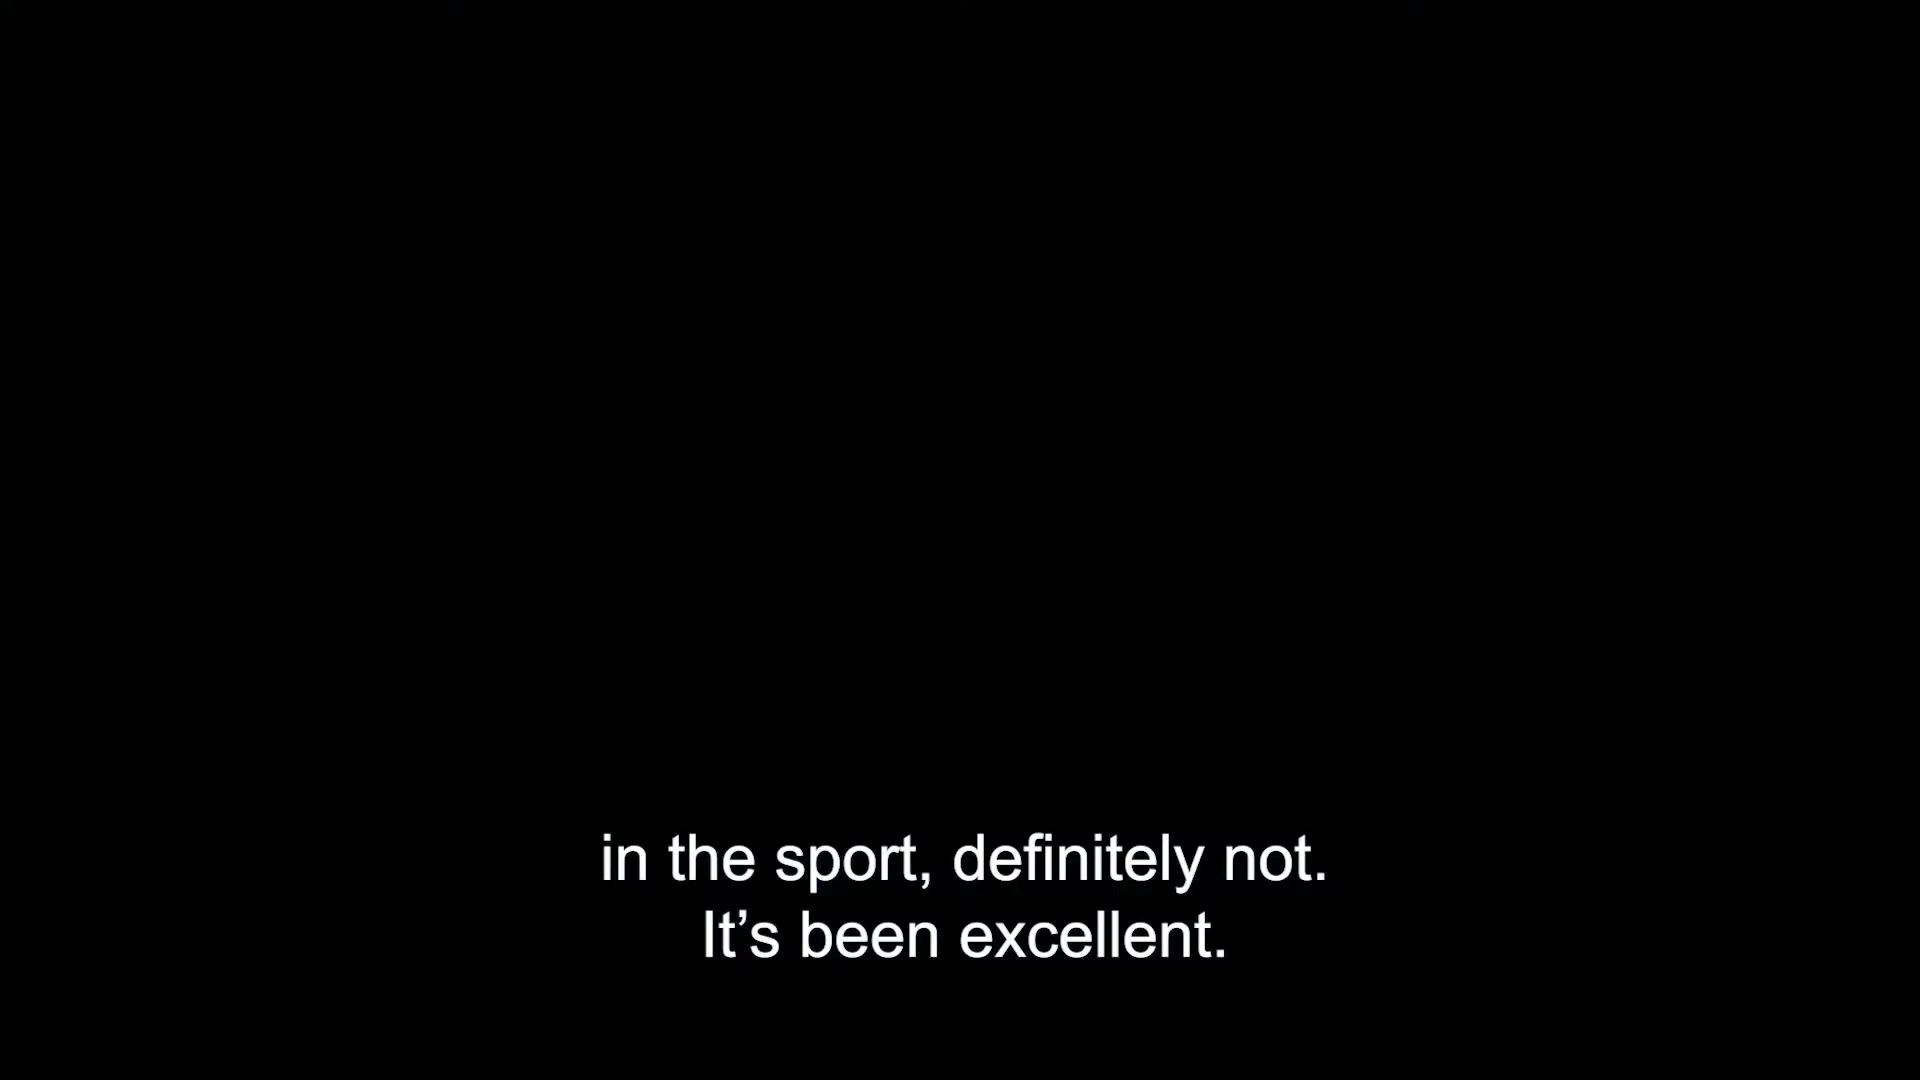 in the sport, definitely not.
It’s been excellent.